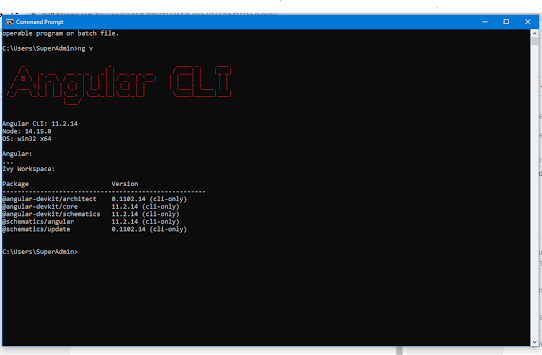 Command Prompt
operable program or batch file.
C:\Users\SuperAdmin>ng v
Angular CLI
Angular CLI: 11.2.14
Node: 14.15.0
OS: win32 x64
Angular:
...
Ivy Workspace:
Package Version
------------------------------------------------------
@angular-devkit/architect 0.1102.14 (cli-only)
@angular-devkit/core 11.2.14 (cli-only)
@angular-devkit/schematics 11.2.14 (cli-only)
@schematics/angular 11.2.14 (cli-only)
@schematics/update 0.1102.14 (cli-only)
C:\Users\SuperAdmin>